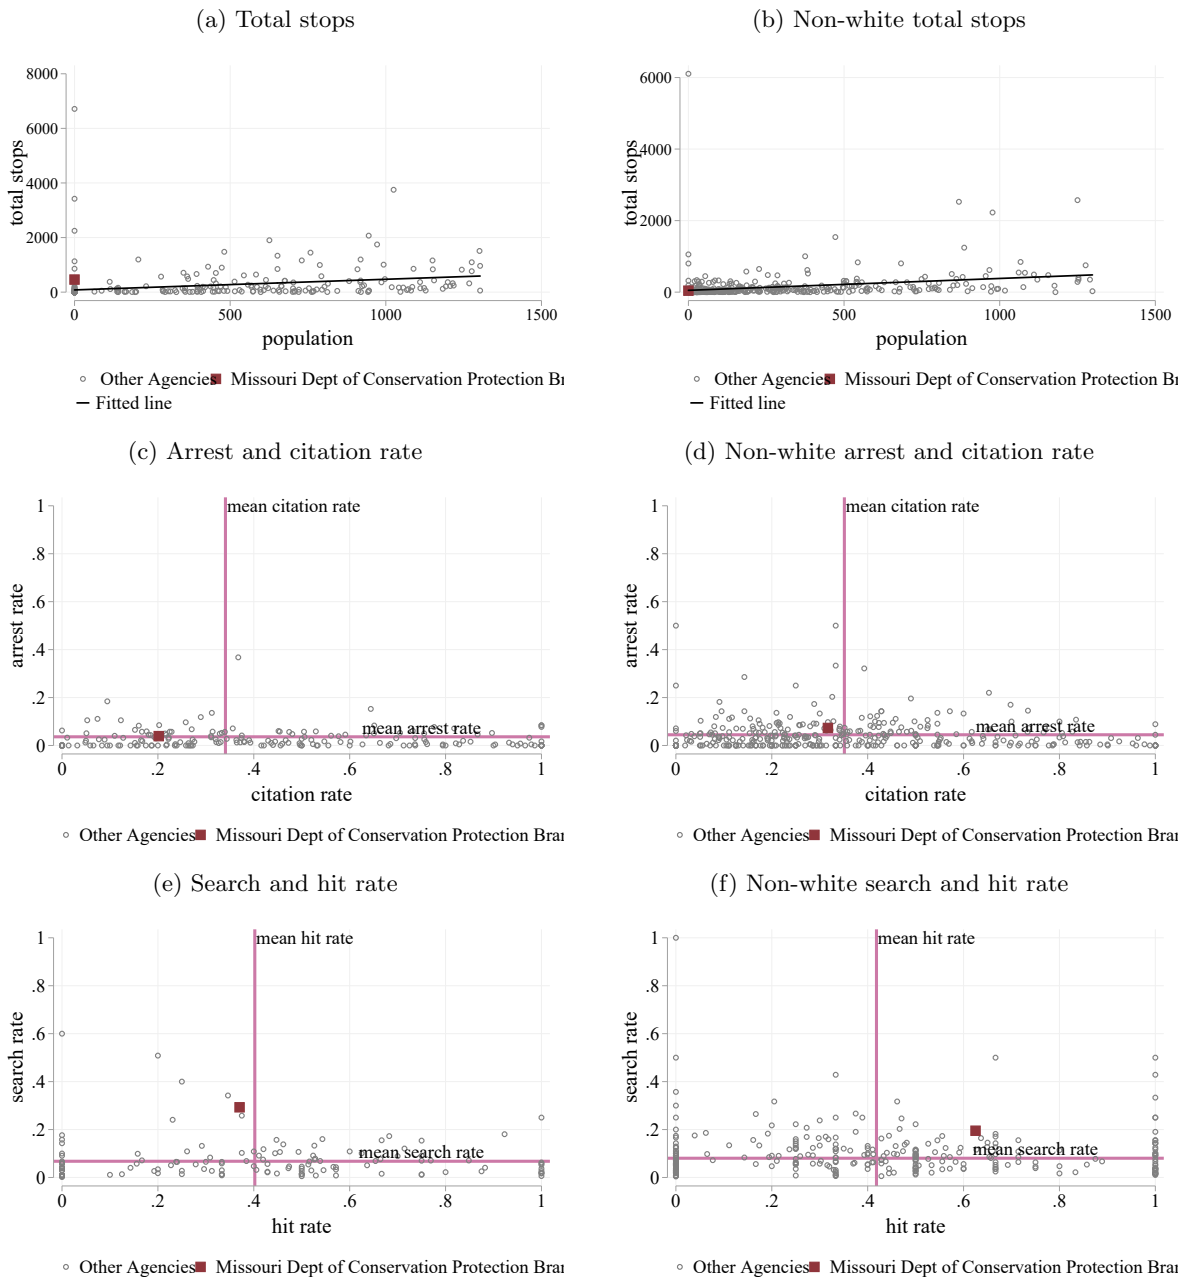 (a) Total stops
(b) Non-white total stops
8000
6000
4000
2000
0
total stops
0 500 1000 1500
population
Other Agencies Missouri Dept of Conservation Protection Br
Fitted line
6000
4000
2000
0
total stops
0 500 1000 1500
population
Other Agencies Missouri Dept of Conservation Protection Br
Fitted line
(c) Arrest and citation rate
(d) Non-white arrest and citation rate
1
.8
.6
.4
.2
0
arrest rate
mean citation rate
mean arrest rate
0 .2 .4 .6 .8 1
citation rate
Other Agencies Missouri Dept of Conservation Protection Brar
1
.8
.6
.4
.2
0
arrest rate
mean citation rate
mean arrest rate
0 .2 .4 .6 .8 1
citation rate
Other Agencies Missouri Dept of Conservation Protection Brar
(e) Search and hit rate
(f) Non-white search and hit rate
1
.8
.6
.4
.2
0
search rate
mean hit rate
mean search rate
0 .2 .4 .6 .8 1
hit rate
Other Agencies Missouri Dept of Conservation Protection Brar
1
.8
.6
.4
.2
0
search rate
mean hit rate
mean search rate
0 .2 .4 .6 .8 1
hit rate
Other Agencies Missouri Dept of Conservation Protection Brar